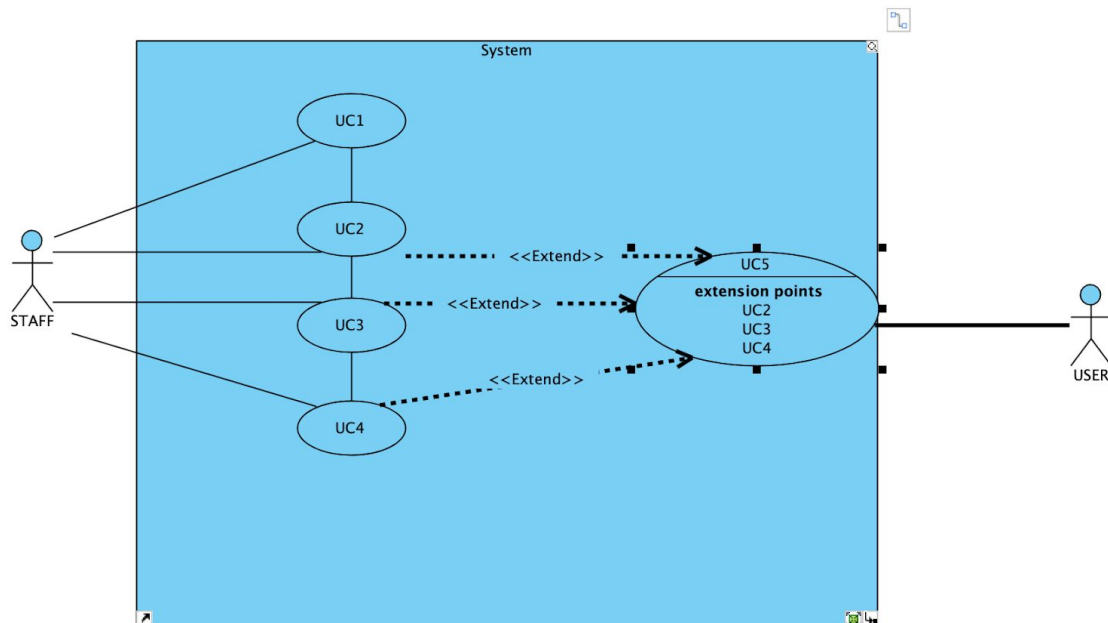 System
UC1
UC2
<<Extend>>
UC5
extension points
UC2
UC3
UC4
<<Extend>>
UC3
STAFF
USER
<<Extend>>
UC4